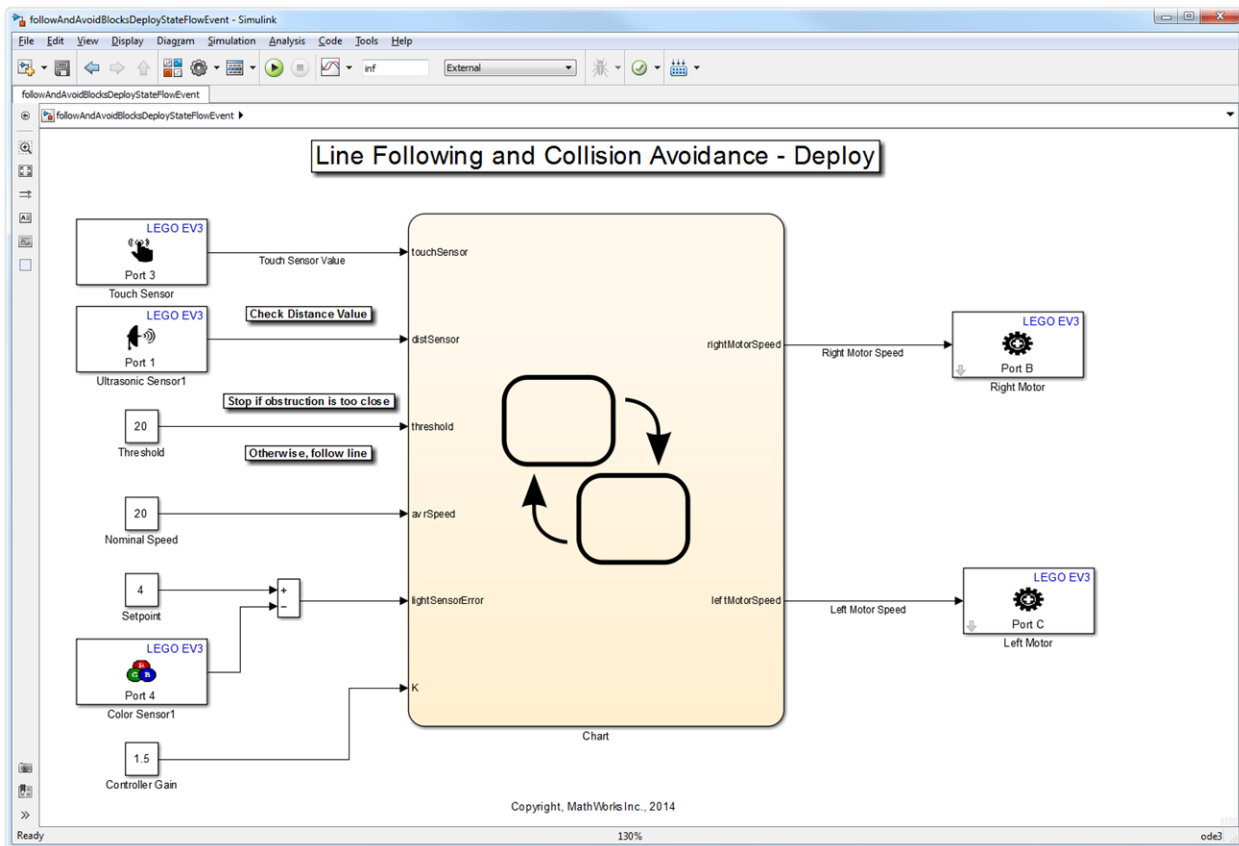 followAndAvoidBlocksDeployStateFlowEvent - Simulink
File Edit View Display Diagram Simulation Analysis Code Tools Help
inf External
followAndAvoidBlocksDeployStateFlowEvent
followAndAvoidBlocksDeployStateFlowEvent
Line Following and Collision Avoidance - Deploy
LEGO EV3
Port 3
Touch Sensor
Touch Sensor Value
touchSensor
LEGO EV3
Port 1
Ultrasonic Sensor1
Check Distance Value
distSensor
Stop if obstruction is too close
20
Threshold
threshold
Otherwise, follow line
20
Nominal Speed
avrSpeed
4
Setpoint
+
−
lightSensorError
LEGO EV3
R
G B
Port 4
Color Sensor1
K
1.5
Controller Gain
rightMotorSpeed
Right Motor Speed
LEGO EV3
Port B
Right Motor
leftMotorSpeed
Left Motor Speed
LEGO EV3
Port C
Left Motor
Chart
Copyright, MathWorks Inc., 2014
Ready 130% ode3